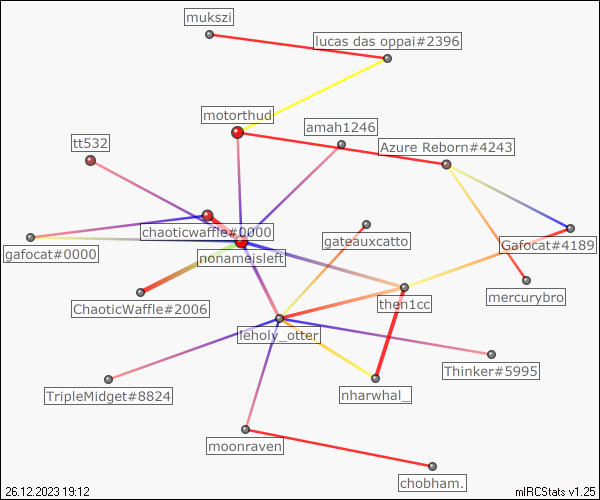 mukszi
lucas das oppai#2396
motorthud
amah1246
tt532
Azure Reborn#4243
chaoticwaffle#0000
gateauxcatto
Gafocat#4189
gafocat#0000
nonameisleft
ChaoticWaffle#2006
then1cc
mercurybro
leholy_otter
Thinker#5995
TripleMidget#8824
nharwhal_
moonraven
chobham.
26.12.2023 19:12
mIRCStats v1.25